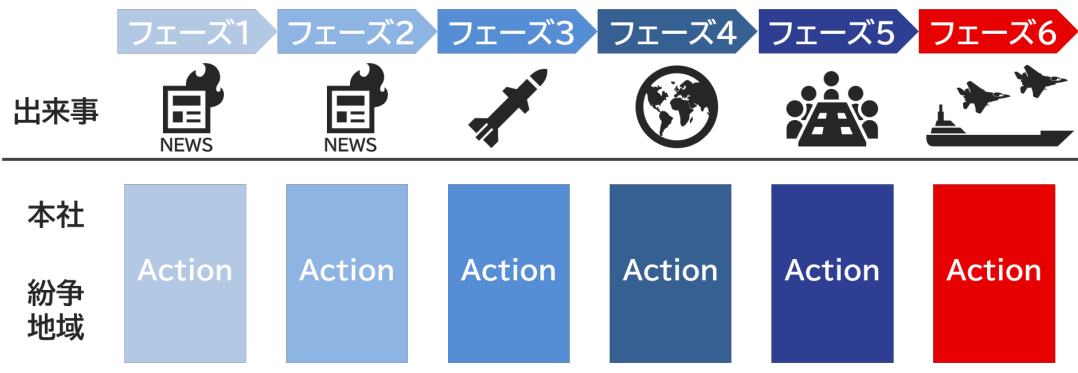 フェーズ1 フェーズ2 フェーズ3 フェーズ4 フェーズ5 フェーズ6
出来事
NEWS NEWS
本社
Action Action Action Action Action Action
紛争
地域